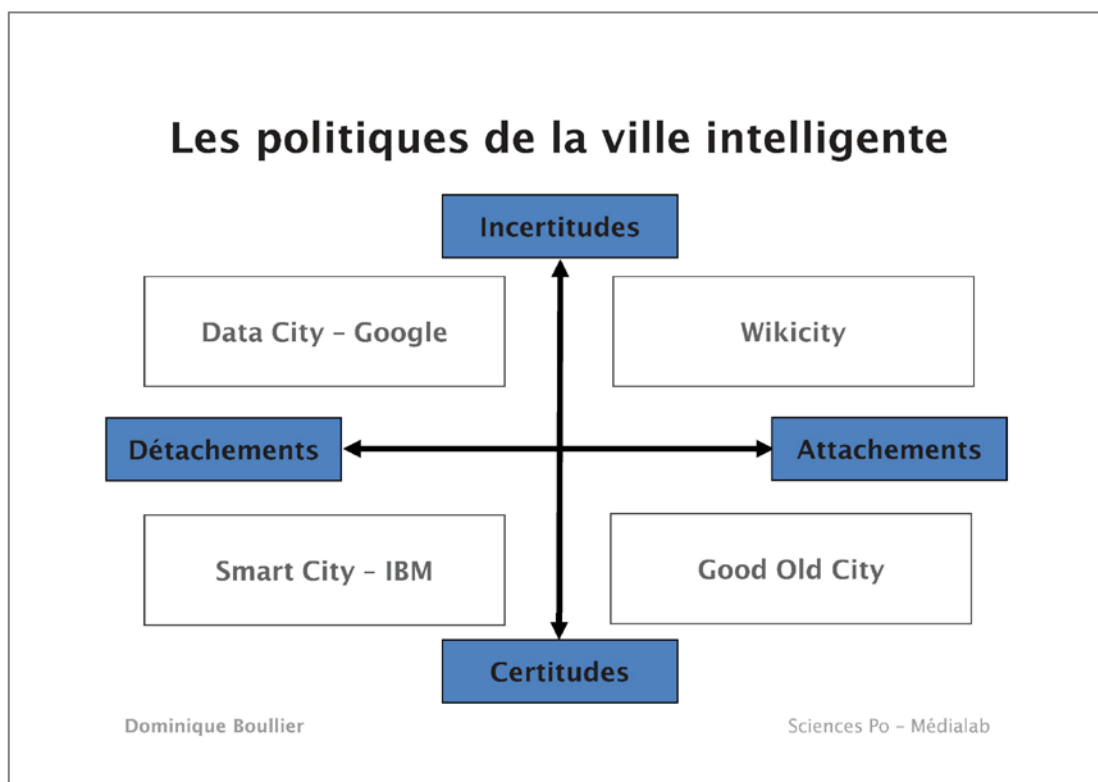 Les politiques de la ville intelligente
Incertitudes
Data City – Google
Wikicity
Détachements
Attachements
Smart City – IBM
Good Old City
Certitudes
Dominique Boullier
Sciences Po – Médialab